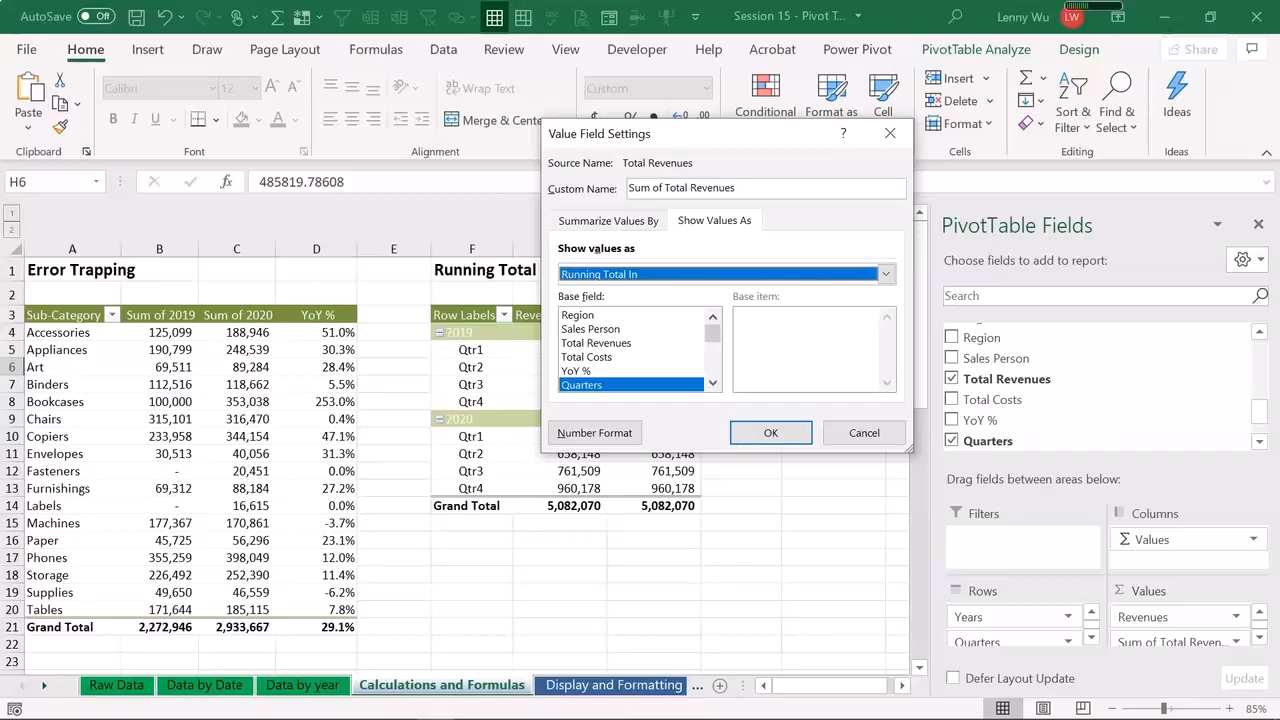 AutoSave Off Session 15 - Pivot T... Lenny Wu LW
File Home Insert Draw Page Layout Formulas Data Review View Developer Help Acrobat Power Pivot PivotTable Analyze Design Share
Paste Calibri 12 Wrap Text Custom Insert
B I U A Merge & Cente Conditional Format as Cell Delete Sort & Find & Ideas
Format Filter Select
Clipboard Font Alignment Cells Editing Ideas
H6 fx 485819.78608
Value Field Settings ?
Source Name: Total Revenues
Custom Name: Sum of Total Revenues
Summarize Values By Show Values As
Show values as
Running Total In
Base field: Base item:
Region
Sales Person
Total Revenues
Total Costs
YoY %
Quarters
Number Format OK Cancel
1
2
A B C D E F
1 Error Trapping Running Total
2
3 Sub-Category Sum of 2019 Sum of 2020 YoY % Row Labels Reve
4 Accessories 125,099 188,946 51.0% 2019
5 Appliances 190,799 248,539 30.3% Qtr1
6 Art 69,511 89,284 28.4% Qtr2
7 Binders 112,516 118,662 5.5% Qtr3
8 Bookcases 100,000 353,038 253.0% Qtr4
9 Chairs 315,101 316,470 0.4% 2020
10 Copiers 233,958 344,154 47.1% Qtr1
11 Envelopes 30,513 40,056 31.3% Qtr2 658,148 658,148
12 Fasteners - 20,451 0.0% Qtr3 761,509 761,509
13 Furnishings 69,312 88,184 27.2% Qtr4 960,178 960,178
14 Labels - 16,615 0.0% Grand Total 5,082,070 5,082,070
15 Machines 177,367 170,861 -3.7%
16 Paper 45,725 56,296 23.1%
17 Phones 355,259 398,049 12.0%
18 Storage 226,492 252,390 11.4%
19 Supplies 49,650 46,559 -6.2%
20 Tables 171,644 185,115 7.8%
21 Grand Total 2,272,946 2,933,667 29.1%
22
23
PivotTable Fields
Choose fields to add to report:
Search
Region
Sales Person
Total Revenues
Total Costs
YoY %
Quarters
Drag fields between areas below:
Filters Columns
Σ Values
Rows Σ Values
Years Revenues
Quarters Sum of Total Reven...
Defer Layout Update Update
Raw Data Data by Date Data by year Calculations and Formulas Display and Formatting ...
85%